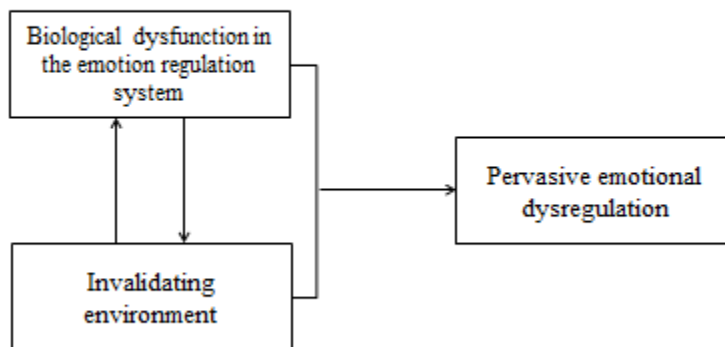 Biological dysfunction in
the emotion regulation
system
Pervasive emotional
dysregulation
Invalidating
environment